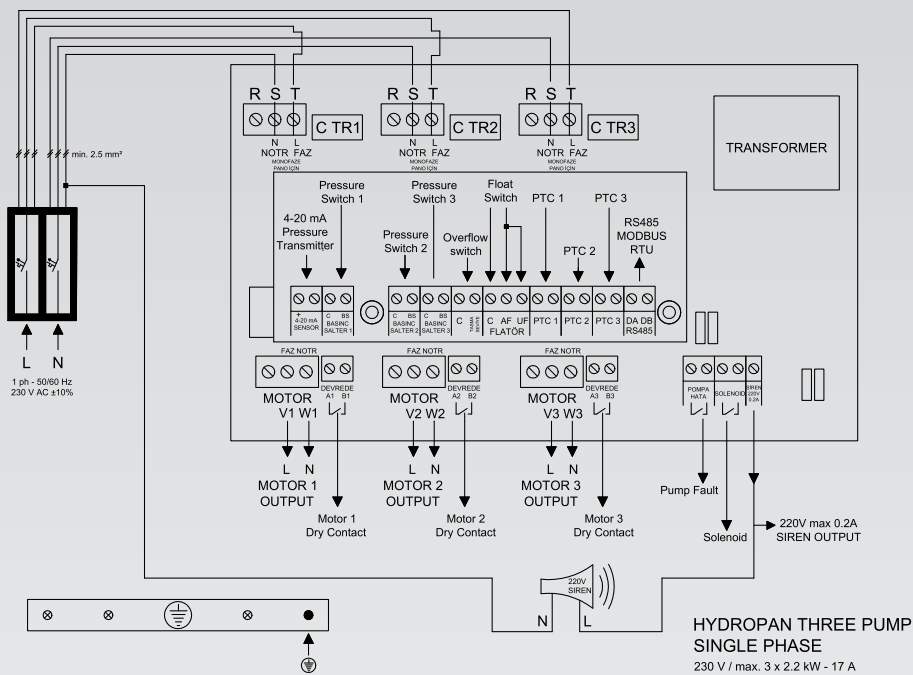 R S T
C TR1
N L
NOTR FAZ
MONOFAZE
PANO İÇİN
R S T
C TR2
N L
NOTR FAZ
MONOFAZE
PANO İÇİN
R S T
C TR3
N L
NOTR FAZ
MONOFAZE
PANO İÇİN
TRANSFORMER
min. 2.5 mm²
4-20 mA
Pressure
Transmitter
Pressure
Switch 1
Pressure
Switch 2
Pressure
Switch 3
Overflow
switch
Float
Switch
PTC 1
PTC 2
PTC 3
RS485
MODBUS
RTU
+
4-20 mA
SENSOR
C BS
BASINC
SALTER 1
C BS
BASINC
SALTER 2
C BS
BASINC
SALTER 3
C
TASMA
SEVİYE
C AF UF
FLATÖR
PTC 1
PTC 2
PTC 3
DA DB
RS485
L N
1 ph - 50/60 Hz
230 V AC ±10%
FAZ NOTR
MOTOR
V1 W1
DEVREDE
A1 B1
FAZ NOTR
MOTOR
V2 W2
DEVREDE
A2 B2
FAZ NOTR
MOTOR
V3 W3
DEVREDE
A3 B3
POMPA
HATA
SOLENOID
SIREN
220V
0.2A
L N
MOTOR 1
OUTPUT
Motor 1
Dry Contact
L N
MOTOR 2
OUTPUT
Motor 2
Dry Contact
L N
MOTOR 3
OUTPUT
Motor 3
Dry Contact
Pump Fault
Solenoid
220V max 0.2A
SIREN OUTPUT
220V
SIREN
N L
HYDROPAN THREE PUMP
SINGLE PHASE
230 V / max. 3 x 2.2 kW - 17 A